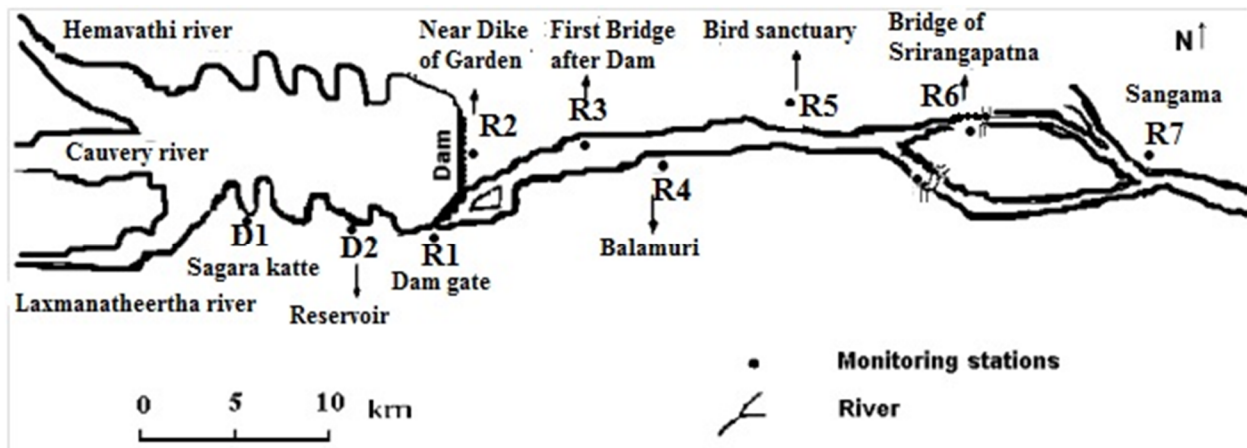 Hemavathi river
Near Dike
of Garden
First Bridge
after Dam
Bird sanctuary
Bridge of
Srirangapatna
N
R2
R3
R5
R6
Sangama
R7
Cauvery river
Dam
R4
D1
D2
R1
Balamuri
Sagara katte
Dam gate
Laxmanatheertha river
Reservoir
Monitoring stations
River
0 5 10 km